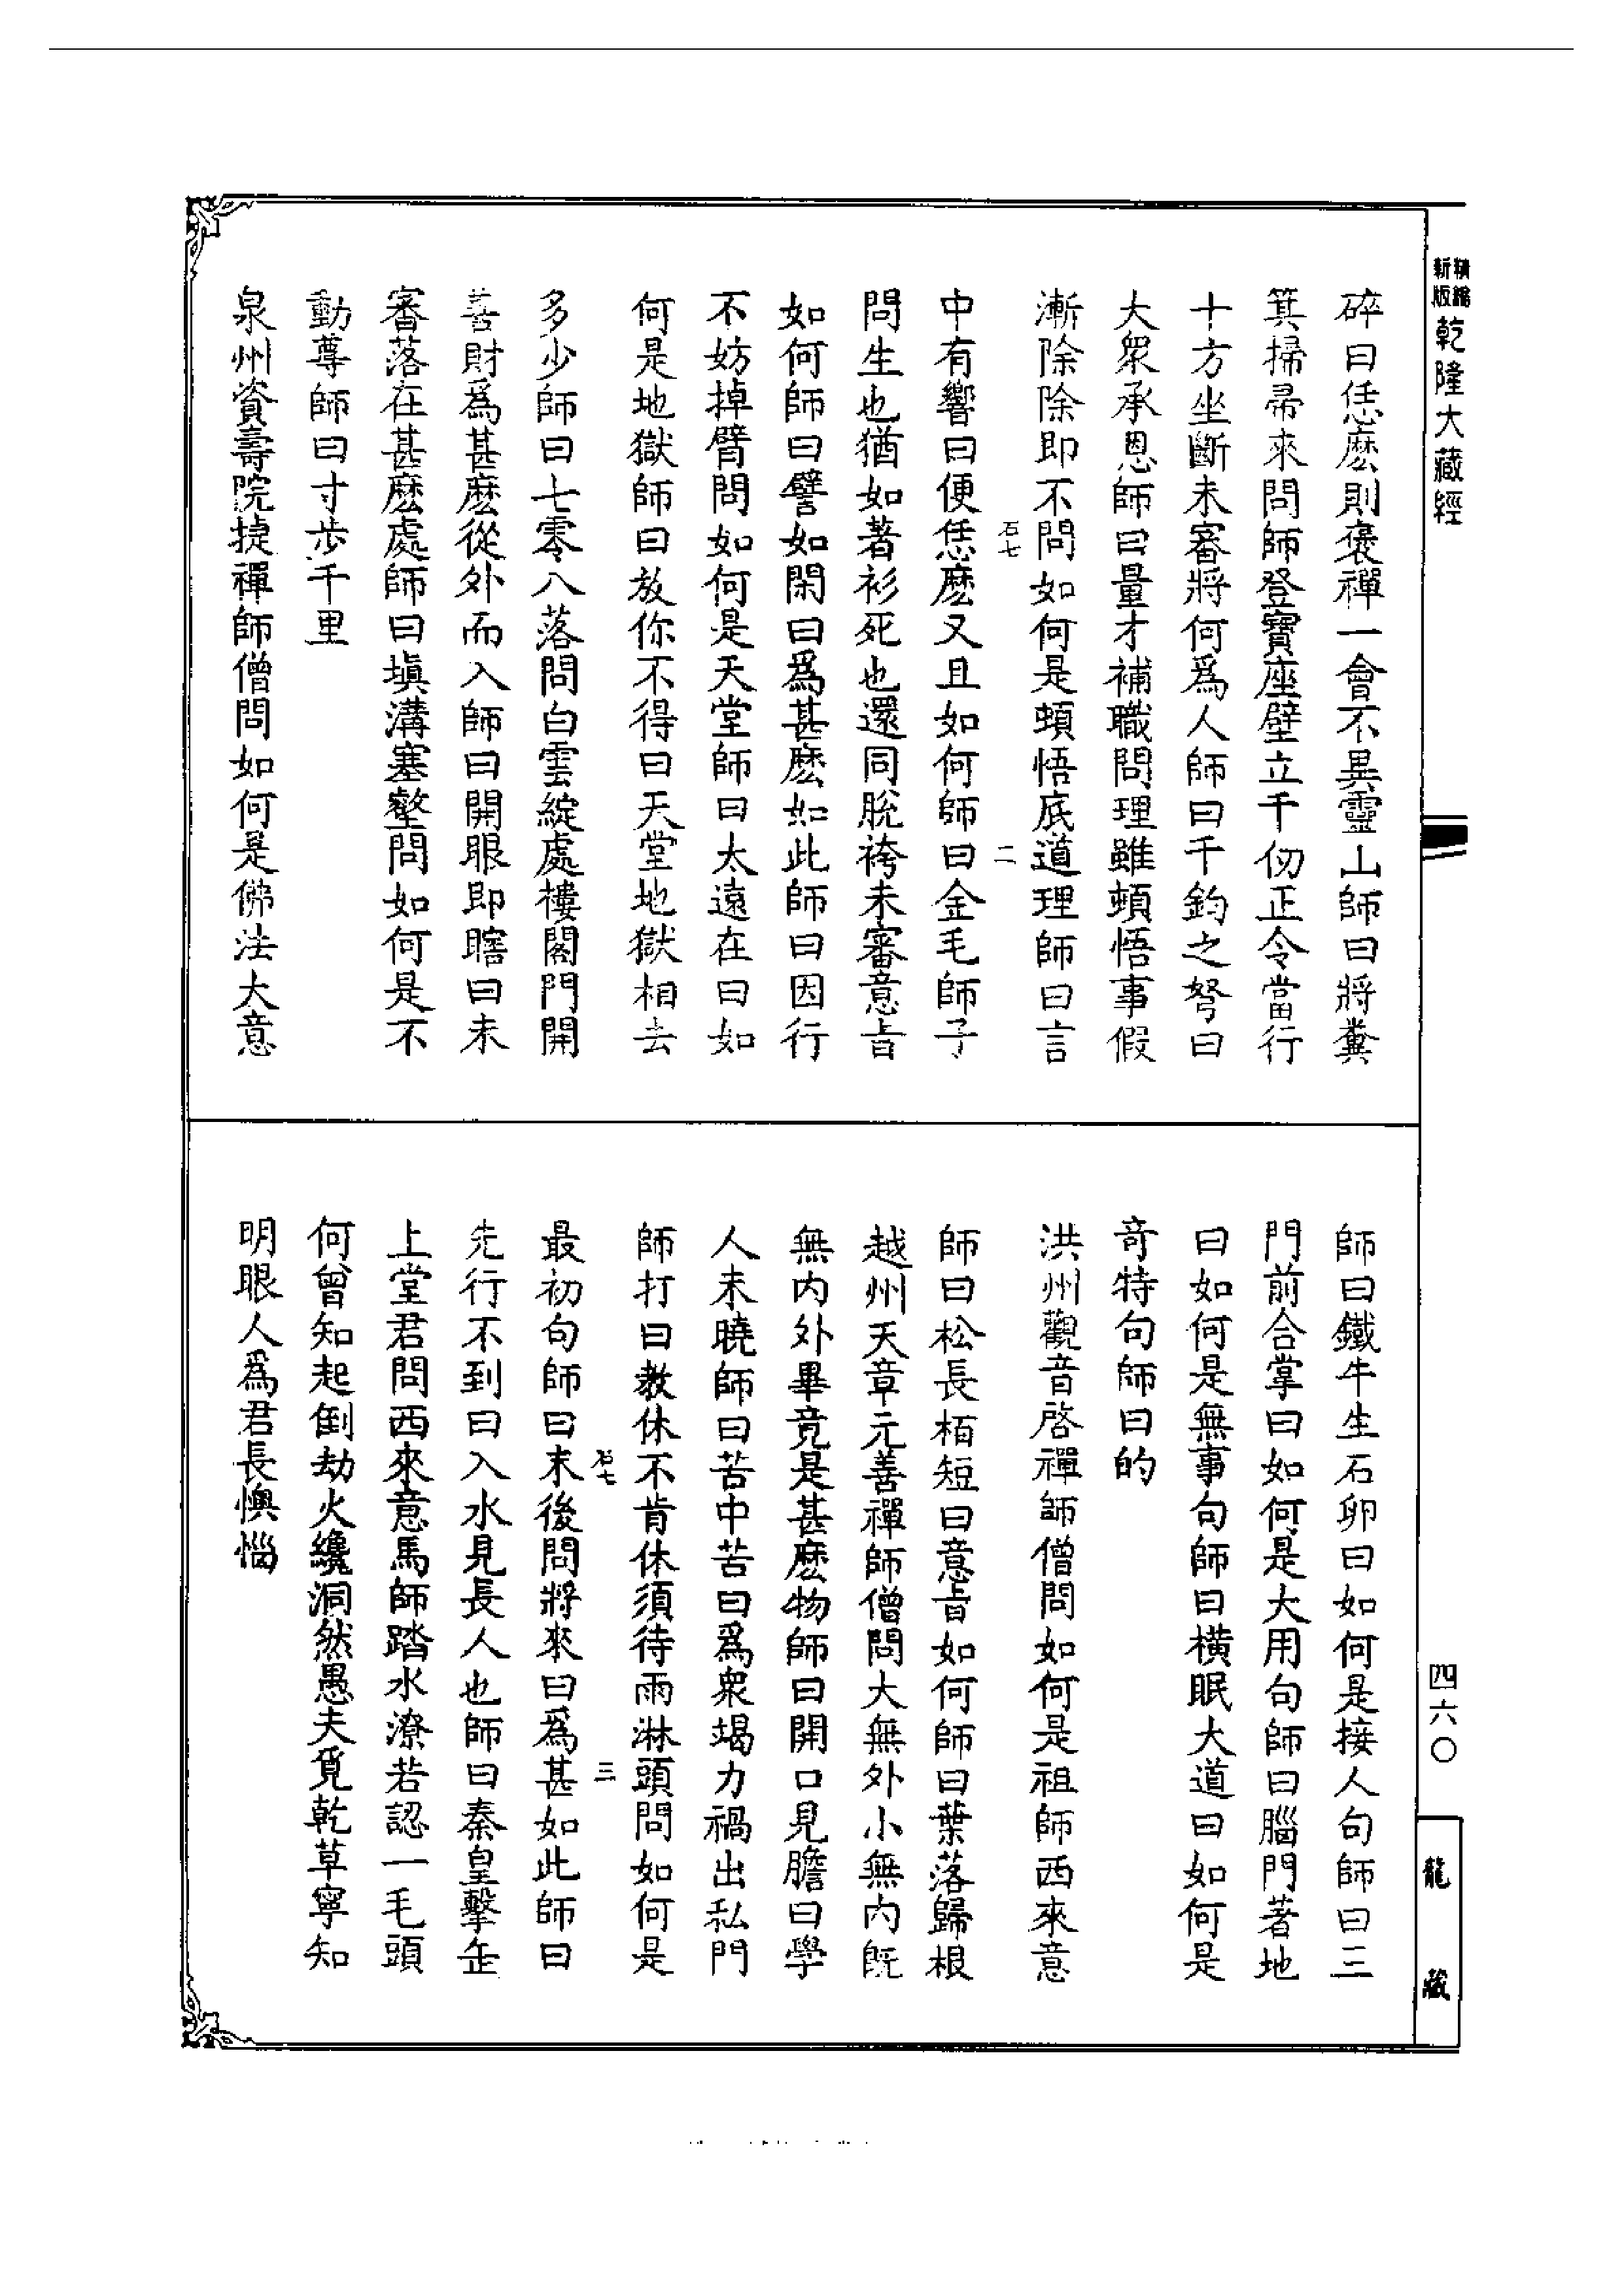 新版精縮乾隆大藏經
碎曰恁麽則褒禪一會不異靈山師曰將糞
箕掃帚來問師登寶座壁立千仞正令當行
十方坐斷未審將何爲人師曰千鈞之弩曰
大衆承恩師曰量才補職問理雖頓悟事假
漸除除即不問如何是頓悟底道理師曰言
石七
二
中有響曰便恁麽又且如何師曰金毛師子
問生也猶如著衫死也還同脫袴未審意旨
如何師曰譬如閑曰爲甚麽如此師曰因行
不妨掉臂問如何是天堂師曰太遠在曰如
何是地獄師曰放你不得曰天堂地獄相去
多少師曰七零八落問白雲綻處樓閣門開
善財爲甚麽從外而入師曰開眼即瞎曰未
審落在甚麽處師曰塡溝塞壑問如何是不
動尊師曰寸步千里
泉州資壽院捷禪師僧問如何是佛法大意
師曰鐵牛生石卵曰如何是接人句師曰三
門前合掌曰如何是大用句師曰腦門著地
曰如何是無事句師曰橫眠大道曰如何是
奇特句師曰的
洪州觀音啓禪師僧問如何是祖師西來意
師曰松長栢短曰意旨如何師曰葉落歸根
越州天章元善禪師僧問大無外小無內旣
無內外畢竟是甚麽物師曰開口見膽曰學
人未曉師曰苦中苦曰爲衆竭力禍出私門
師打曰教休不肯休須待雨淋頭問如何是
石七
三
最初句師曰末後問將來曰爲甚如此師曰
先行不到曰入水見長人也師曰秦皇擊缶
上堂君問西來意馬師踏水潦若認一毛頭
何曾知起倒劫火纔洞然愚夫覓乾草寧知
明眼人爲君長懊惱
四六〇
龍藏